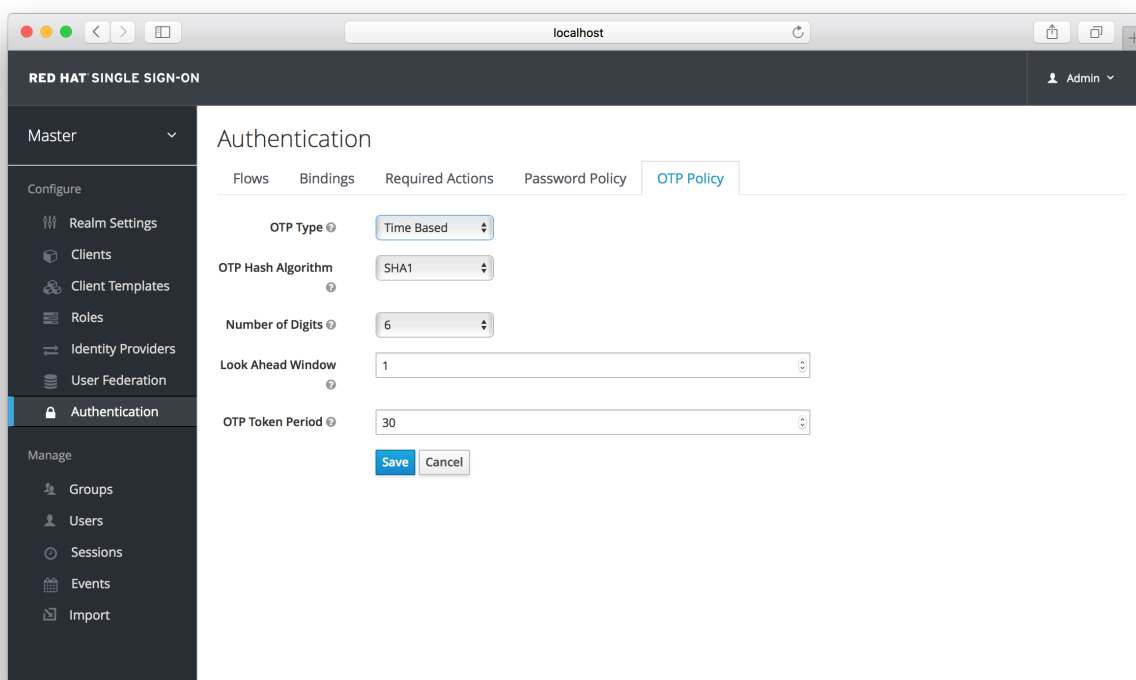 localhost
RED HAT SINGLE SIGN-ON
Admin
Master
Authentication
Flows Bindings Required Actions Password Policy OTP Policy
Configure
Realm Settings
Clients
Client Templates
Roles
Identity Providers
User Federation
Authentication
Manage
Groups
Users
Sessions
Events
Import
OTP Type
Time Based
OTP Hash Algorithm
SHA1
Number of Digits
6
Look Ahead Window
1
OTP Token Period
30
Save Cancel